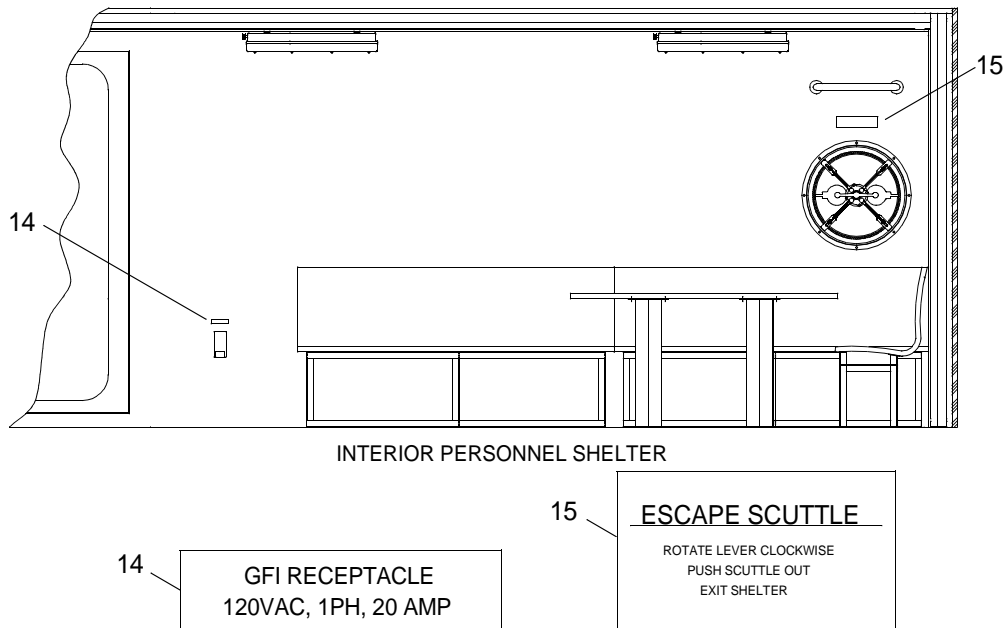 15
14
INTERIOR PERSONNEL SHELTER
15
ESCAPE SCUTTLE
ROTATE LEVER CLOCKWISE
PUSH SCUTTLE OUT
EXIT SHELTER
14
GFI RECEPTACLE
120VAC, 1PH, 20 AMP